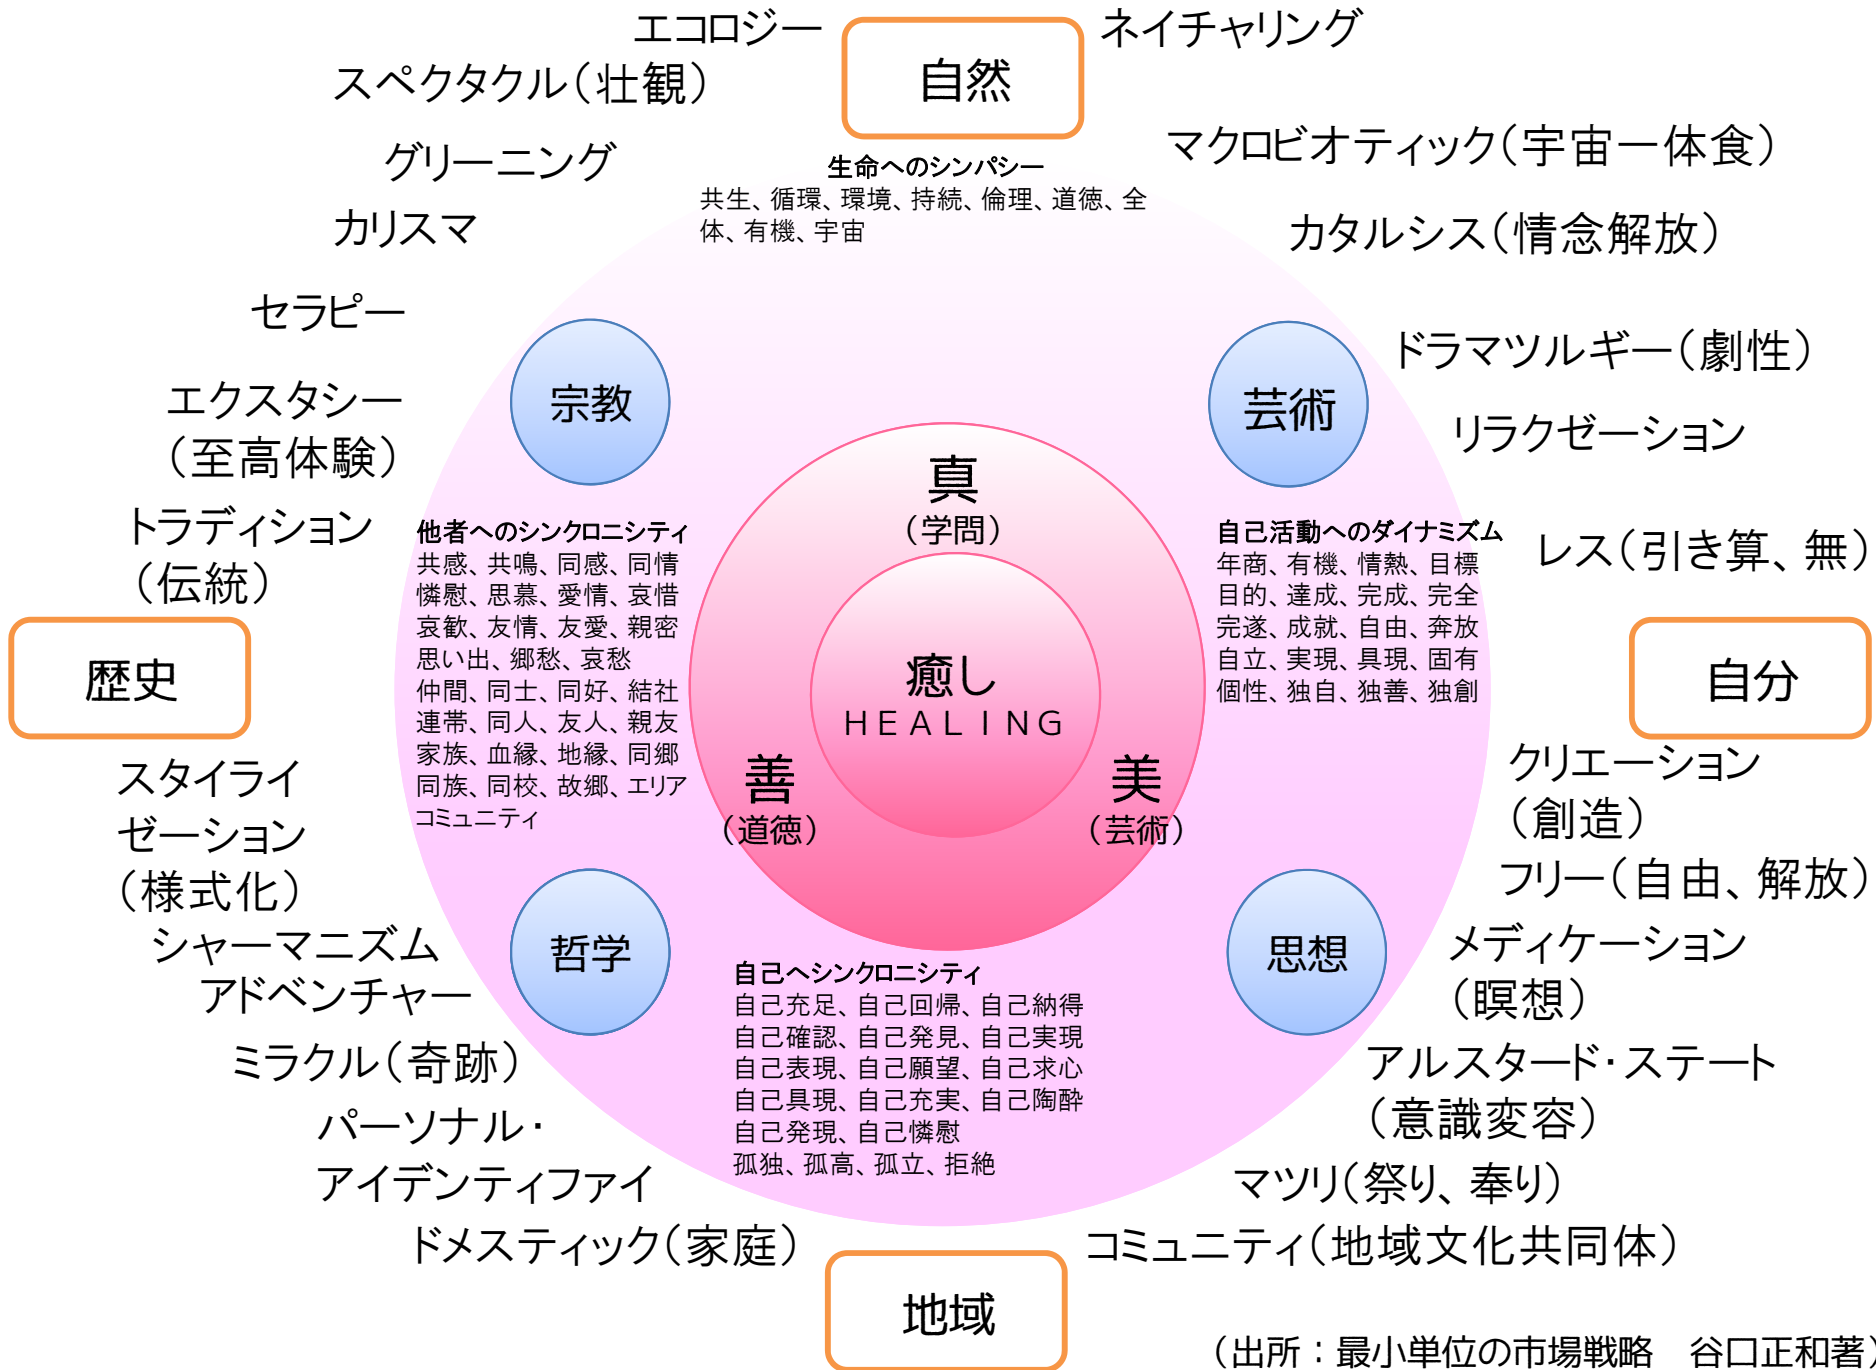 エコロジー
ネイチャリング
自然
スペクタクル（壮観）
マクロビオティック（宇宙一体食）
グリーニング
カタルシス（情念解放）
カリスマ
生命へのシンパシー
共生、循環、環境、持続、倫理、道徳、全
体、有機、宇宙
セラピー
ドラマツルギー（劇性）
宗教
芸術
エクスタシー
（至高体験）
リラクゼーション
トラディション
（伝統）
レス（引き算、無）
歴史
他者へのシンクロニシティ
共感、共鳴、同感、同情
憐慰、思慕、愛情、哀惜
哀歓、友情、友愛、親密
思い出、郷愁、哀愁
仲間、同士、同好、結社
連帯、同人、友人、親友
家族、血縁、地縁、同郷
同族、同校、故郷、エリア
コミュニティ
真
（学問）
癒し
ＨＥＡＬＩＮＧ
善
（道徳）
美
（芸術）
自己活動へのダイナミズム
年商、有機、情熱、目標
目的、達成、完成、完全
完遂、成就、自由、奔放
自立、実現、具現、固有
個性、独自、独善、独創
自分
スタイライ
ゼーション
（様式化）
クリエーション
（創造）
フリー（自由、解放）
シャーマニズム
アドベンチャー
哲学
思想
メディケーション
（瞑想）
自己へシンクロニシティ
自己充足、自己回帰、自己納得
自己確認、自己発見、自己実現
自己表現、自己願望、自己求心
自己具現、自己充実、自己陶酔
自己発現、自己憐慰
孤独、孤高、孤立、拒絶
ミラクル（奇跡）
アルスタード・ステート
（意識変容）
パーソナル・
アイデンティファイ
マツリ（祭り、奉り）
ドメスティック（家庭）
コミュニティ（地域文化共同体）
地域
（出所：最小単位の市場戦略　谷口正和著）